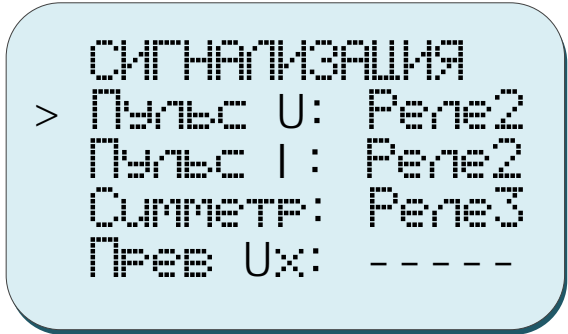 СИГНАЛИЗАЦИЯ
> Пульс U: Реле2
Пульс I: Реле2
Симметр: Реле3
Прев Ux: -----